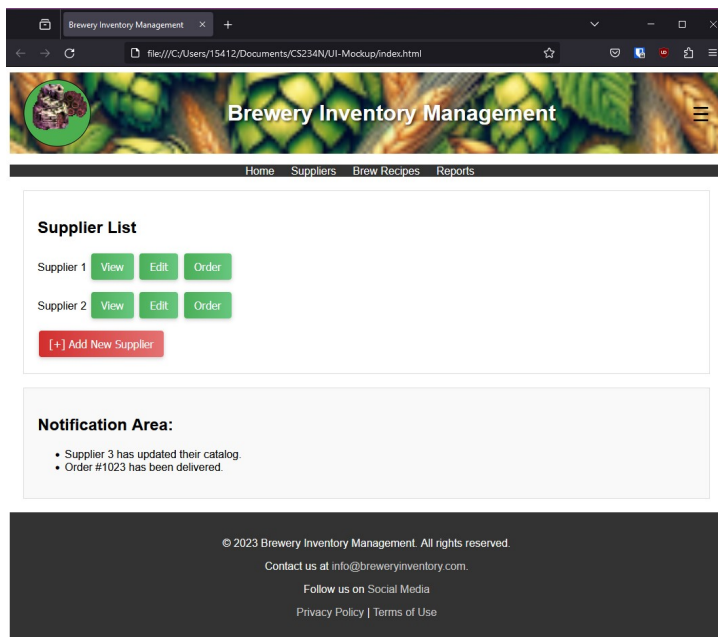 Brewery Inventory Management
file:///C:/Users/15412/Documents/CS234N/UI-Mockup/index.html
Brewery Inventory Management
Home Suppliers Brew Recipes Reports
Supplier List
Supplier 1 View Edit Order
Supplier 2 View Edit Order
[+] Add New Supplier
Notification Area:
• Supplier 3 has updated their catalog.
• Order #1023 has been delivered.
© 2023 Brewery Inventory Management. All rights reserved.
Contact us at info@breweryinventory.com.
Follow us on Social Media
Privacy Policy | Terms of Use